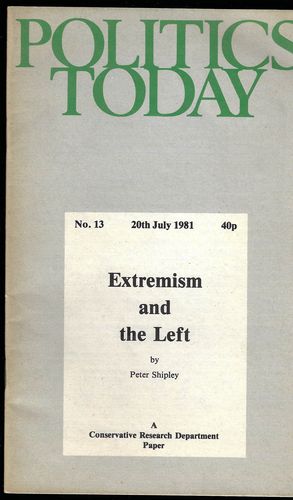 POLITICS
TODAY
No. 13 20th July 1981 40p
Extremism
and
the Left
by
Peter Shipley
A
Conservative Research Department
Paper